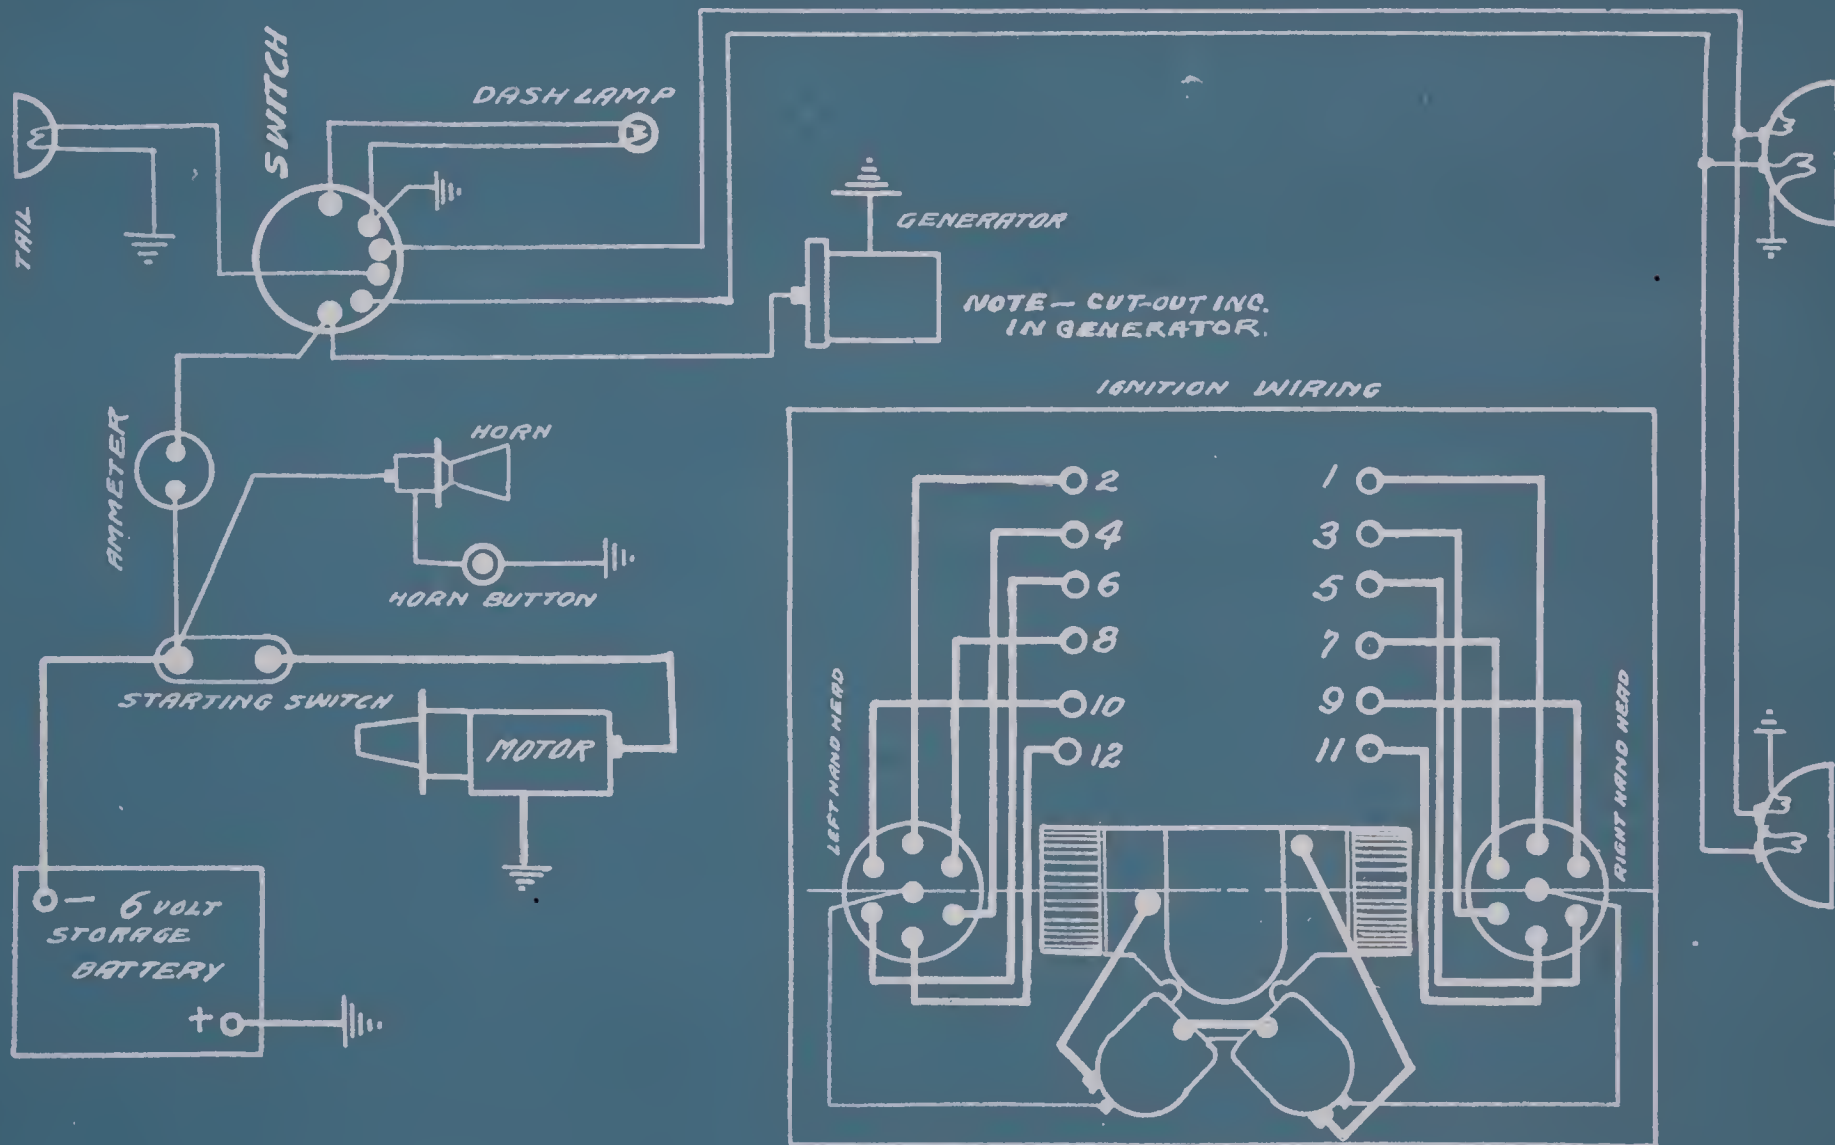 SWITCH
DASH LAMP
TAIL
GENERATOR
NOTE — CUT-OUT INC.
IN GENERATOR.
AMMETER
HORN
HORN BUTTON
STARTING SWITCH
MOTOR
— 6 VOLT
STORAGE
BATTERY
+
IGNITION WIRING
2
4
6
8
10
12
1
3
5
7
9
11
LEFT HAND HEAD
RIGHT HAND HEAD